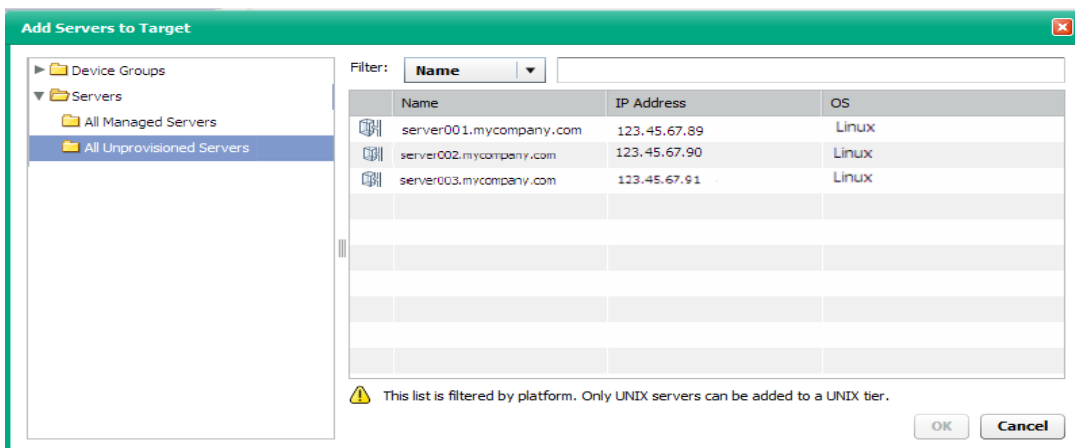 Add Servers to Target
Device Groups
Servers
All Managed Servers
All Unprovisioned Servers
Filter: Name
Name IP Address OS
server001.mycompany.com 123.45.67.89 Linux
server002.mycompany.com 123.45.67.90 Linux
server003.mycompany.com 123.45.67.91 Linux
This list is filtered by platform. Only UNIX servers can be added to a UNIX tier.
OK Cancel